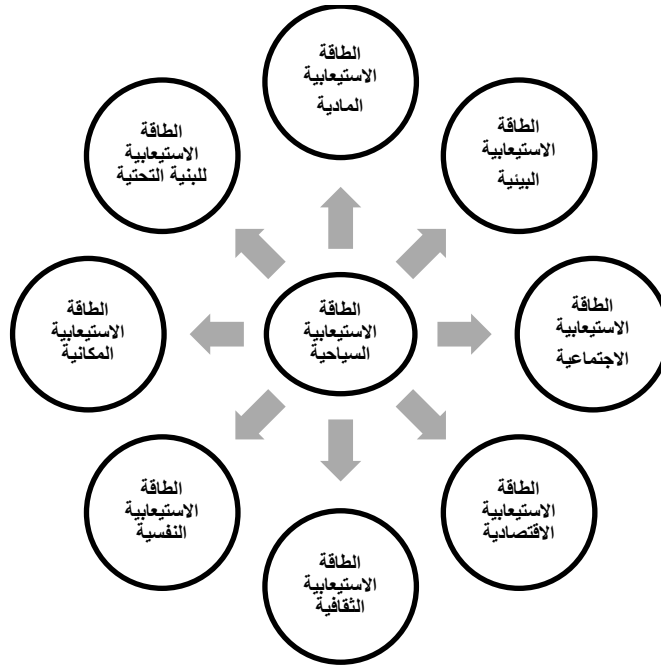 الطاقة
الاستيعابية
المادية
الطاقة
الاستيعابية
البيئية
الطاقة
الاستيعابية
الاجتماعية
الطاقة
الاستيعابية
الاقتصادية
الطاقة
الاستيعابية
الثقافية
الطاقة
الاستيعابية
النفسية
الطاقة
الاستيعابية
المكانية
الطاقة
الاستيعابية
للبنية التحتية
الطاقة
الاستيعابية
السياحية